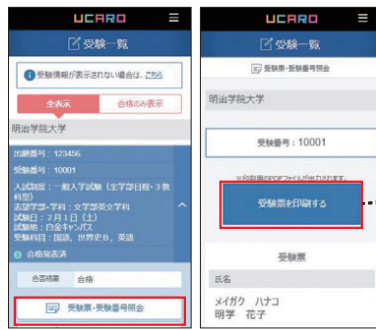 UCARO
受験一覧
受験情報が表示されない場合は、こちら
全表示
合格のみ表示
明治学院大学
出願番号：123456
受験番号：10001
入試制度：一般入学試験（全学部日程・3教
科型）
志望学部・学科：文学部英文学科
試験日：2月1日（土）
試験地：白金キャンパス
受験科目：国語，世界史B，英語
合格発表済
合否結果
合格
受験票・受験番号照会
UCARO
受験一覧
受験票・受験番号照会
明治学院大学
受験番号：10001
※印刷用のPDFファイルが出力されます。
受験票を印刷する
受験票
氏名
メイガク ハナコ
明学 花子